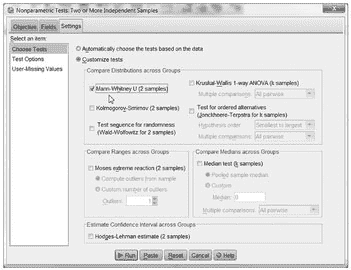 Nonparametric Tests: Two or More Independent Samples
Objective Fields Settings
Select an item:
Choose Tests
Test Options
User-Missing Values
Automatically choose the tests based on the data
Customize tests
Compare Distributions across Groups
Mann-Whitney U (2 samples)
Kolmogorov-Smirnov (2 samples)
Test sequence for randomness
(Wald-Wolfowitz for 2 samples)
Kruskal-Wallis 1-way ANOVA (k samples)
Multiple comparisons: All pairwise
Test for ordered alternatives
(Jonckheere-Terpstra for k samples)
Hypothesis order: Smallest to largest
Multiple comparisons: All pairwise
Compare Ranges across Groups
Moses extreme reaction (2 samples)
Compute outliers from sample
Custom number of outliers
Outliers: 1
Compare Medians across Groups
Median test (k samples)
Pooled sample median
Custom
Median: 0
Multiple comparisons: All pairwise
Estimate Confidence Interval across Groups
Hodges-Lehman estimate (2 samples)
Run Paste Reset Cancel Help